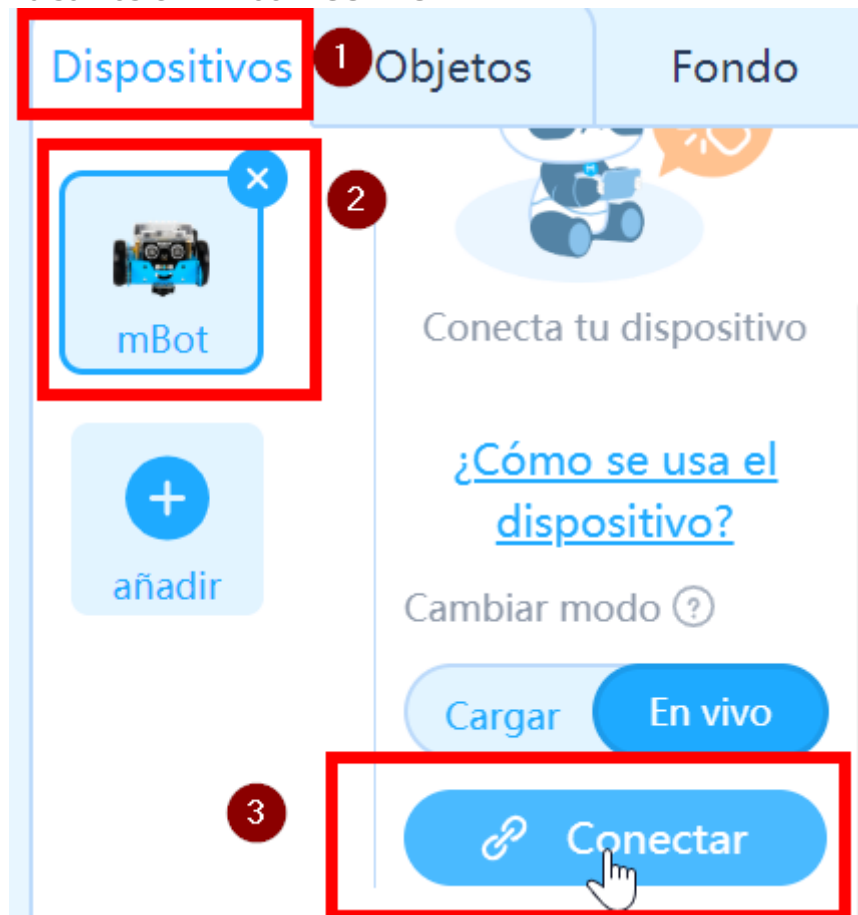 Dispositivos
1
Objetos
Fondo
2
mBot
Conecta tu dispositivo
¿Cómo se usa el
dispositivo?
añadir
Cambiar modo ?
Cargar
En vivo
3
Conectar